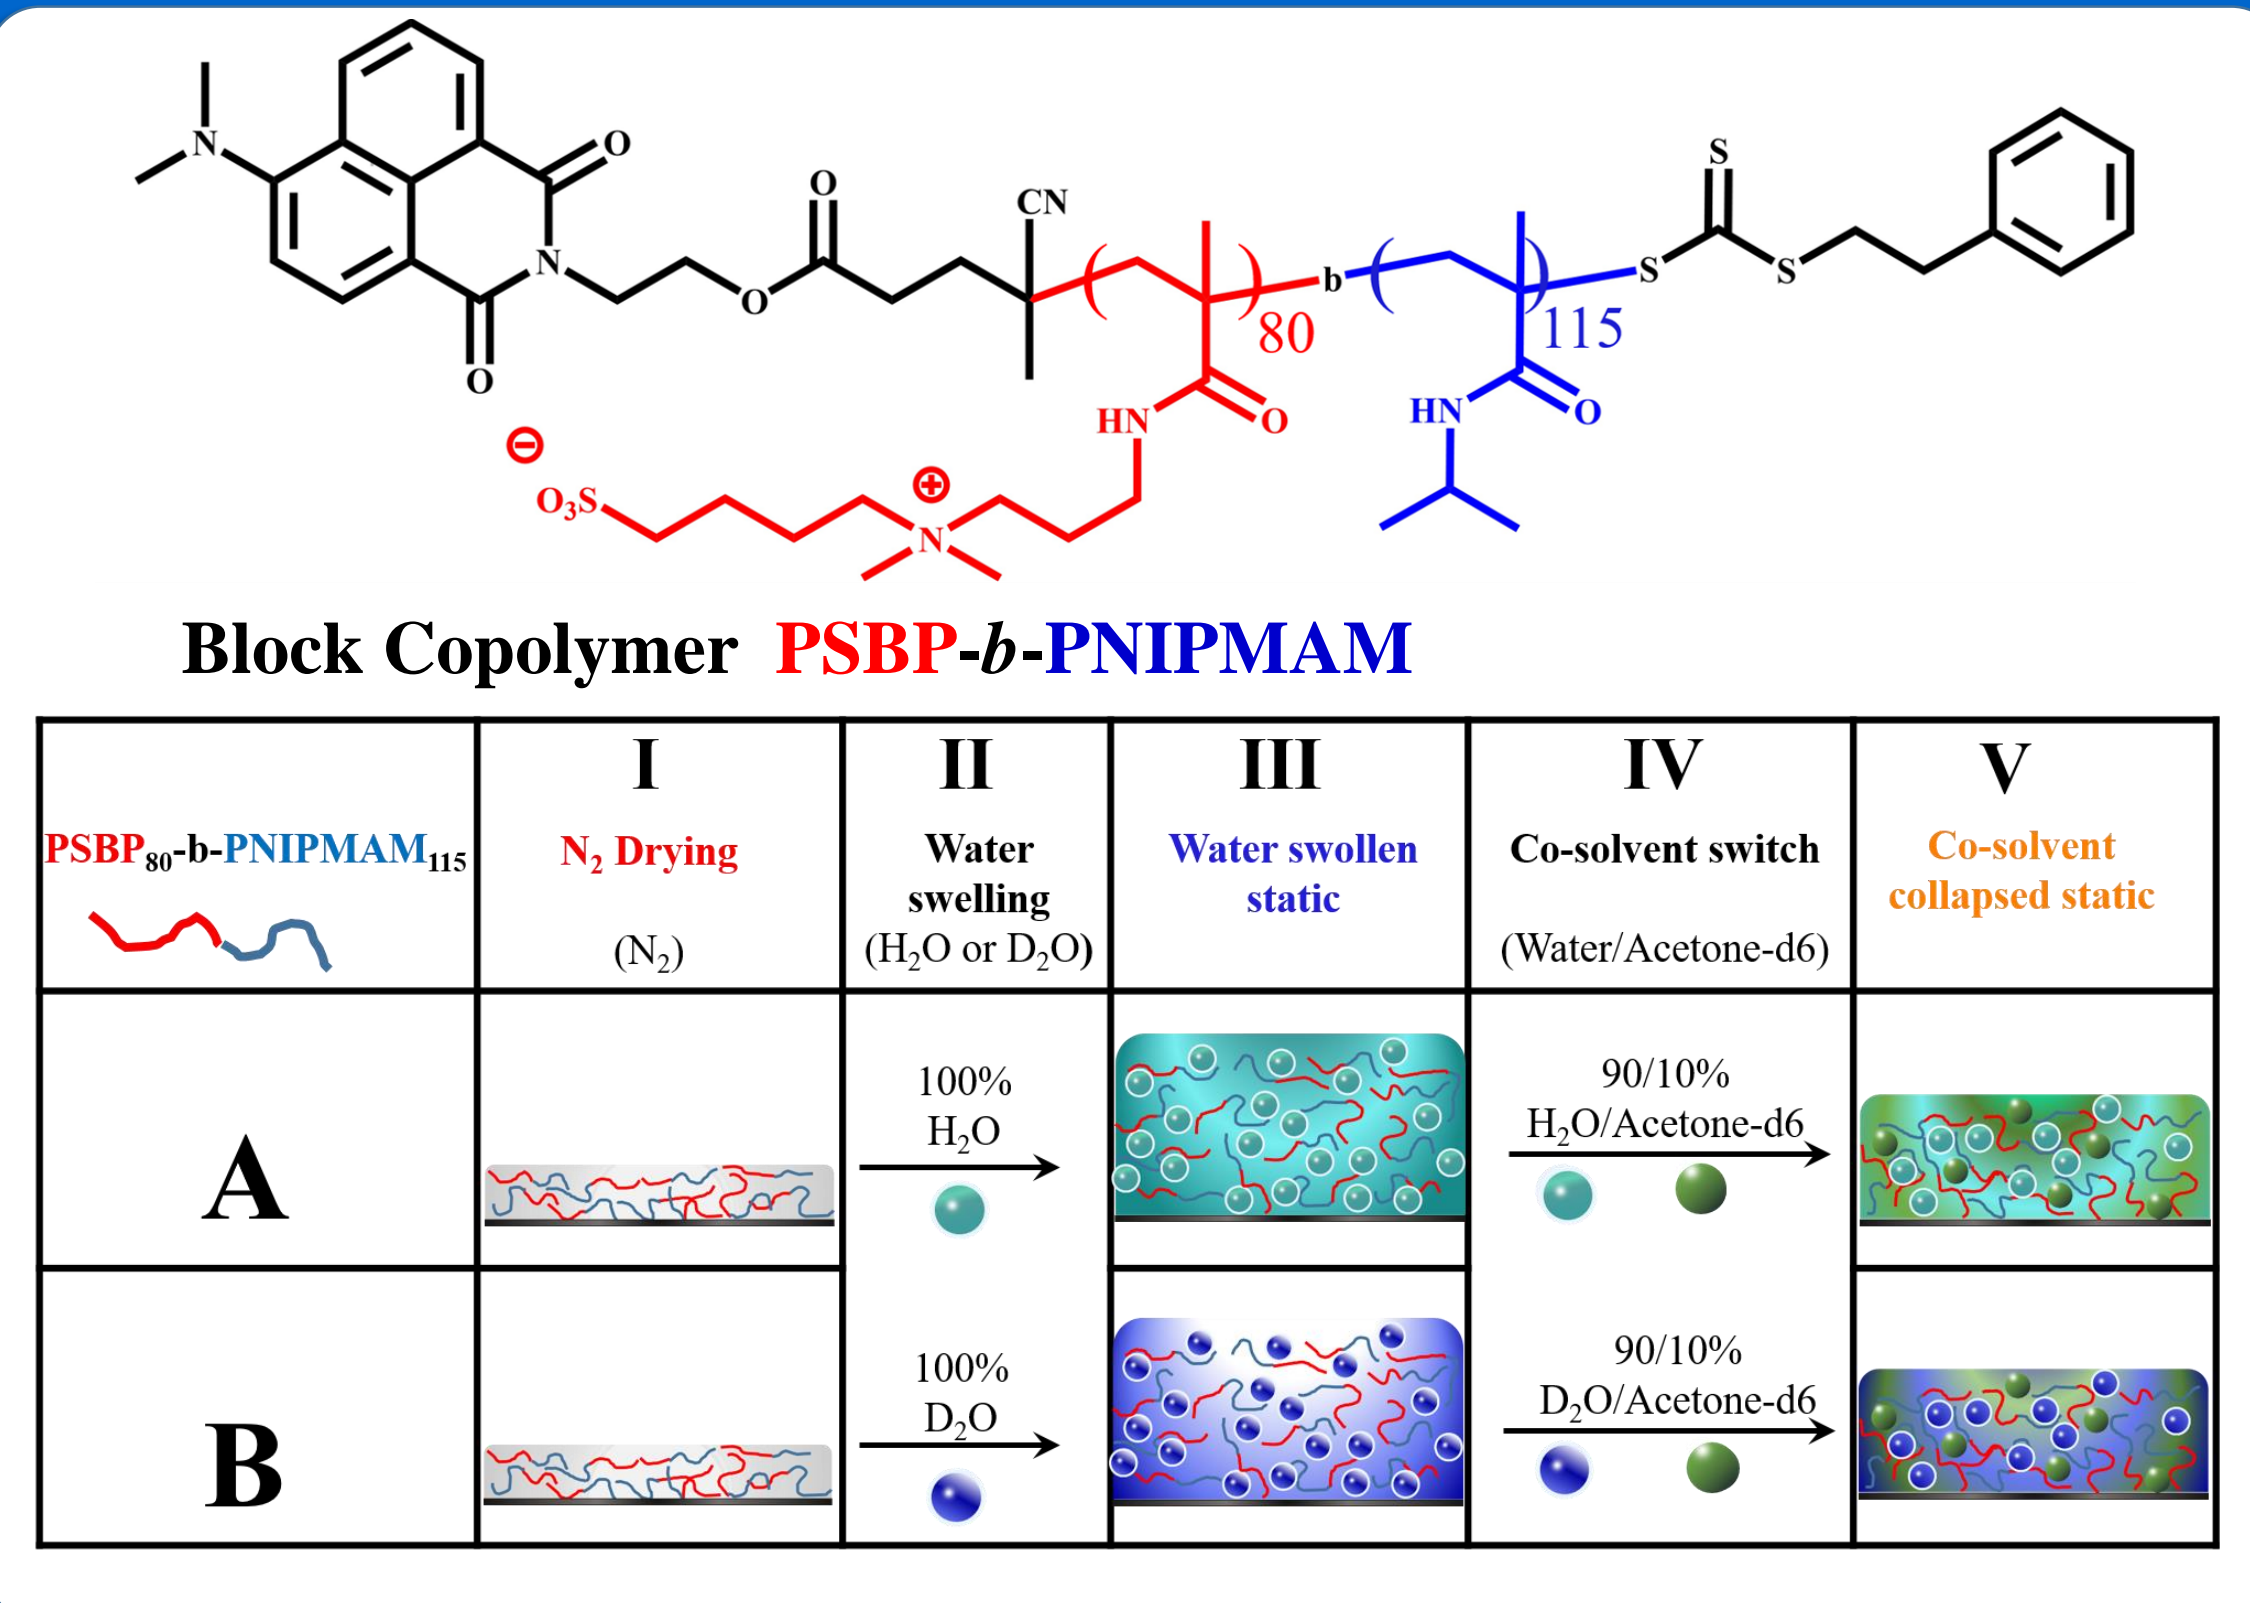 N
O
N
O
O
O
CN
80
HN
O
⊖
O₃S
⊕
N
b
115
HN
O
S
S
S
Block Copolymer PSBP-b-PNIPMAM
PSBP₈₀-b-PNIPMAM₁₁₅
I
N₂ Drying
(N₂)
II
Water
swelling
(H₂O or D₂O)
III
Water swollen
static
IV
Co-solvent switch
(Water/Acetone-d6)
V
Co-solvent
collapsed static
A
100%
H₂O
90/10%
H₂O/Acetone-d6
B
100%
D₂O
90/10%
D₂O/Acetone-d6